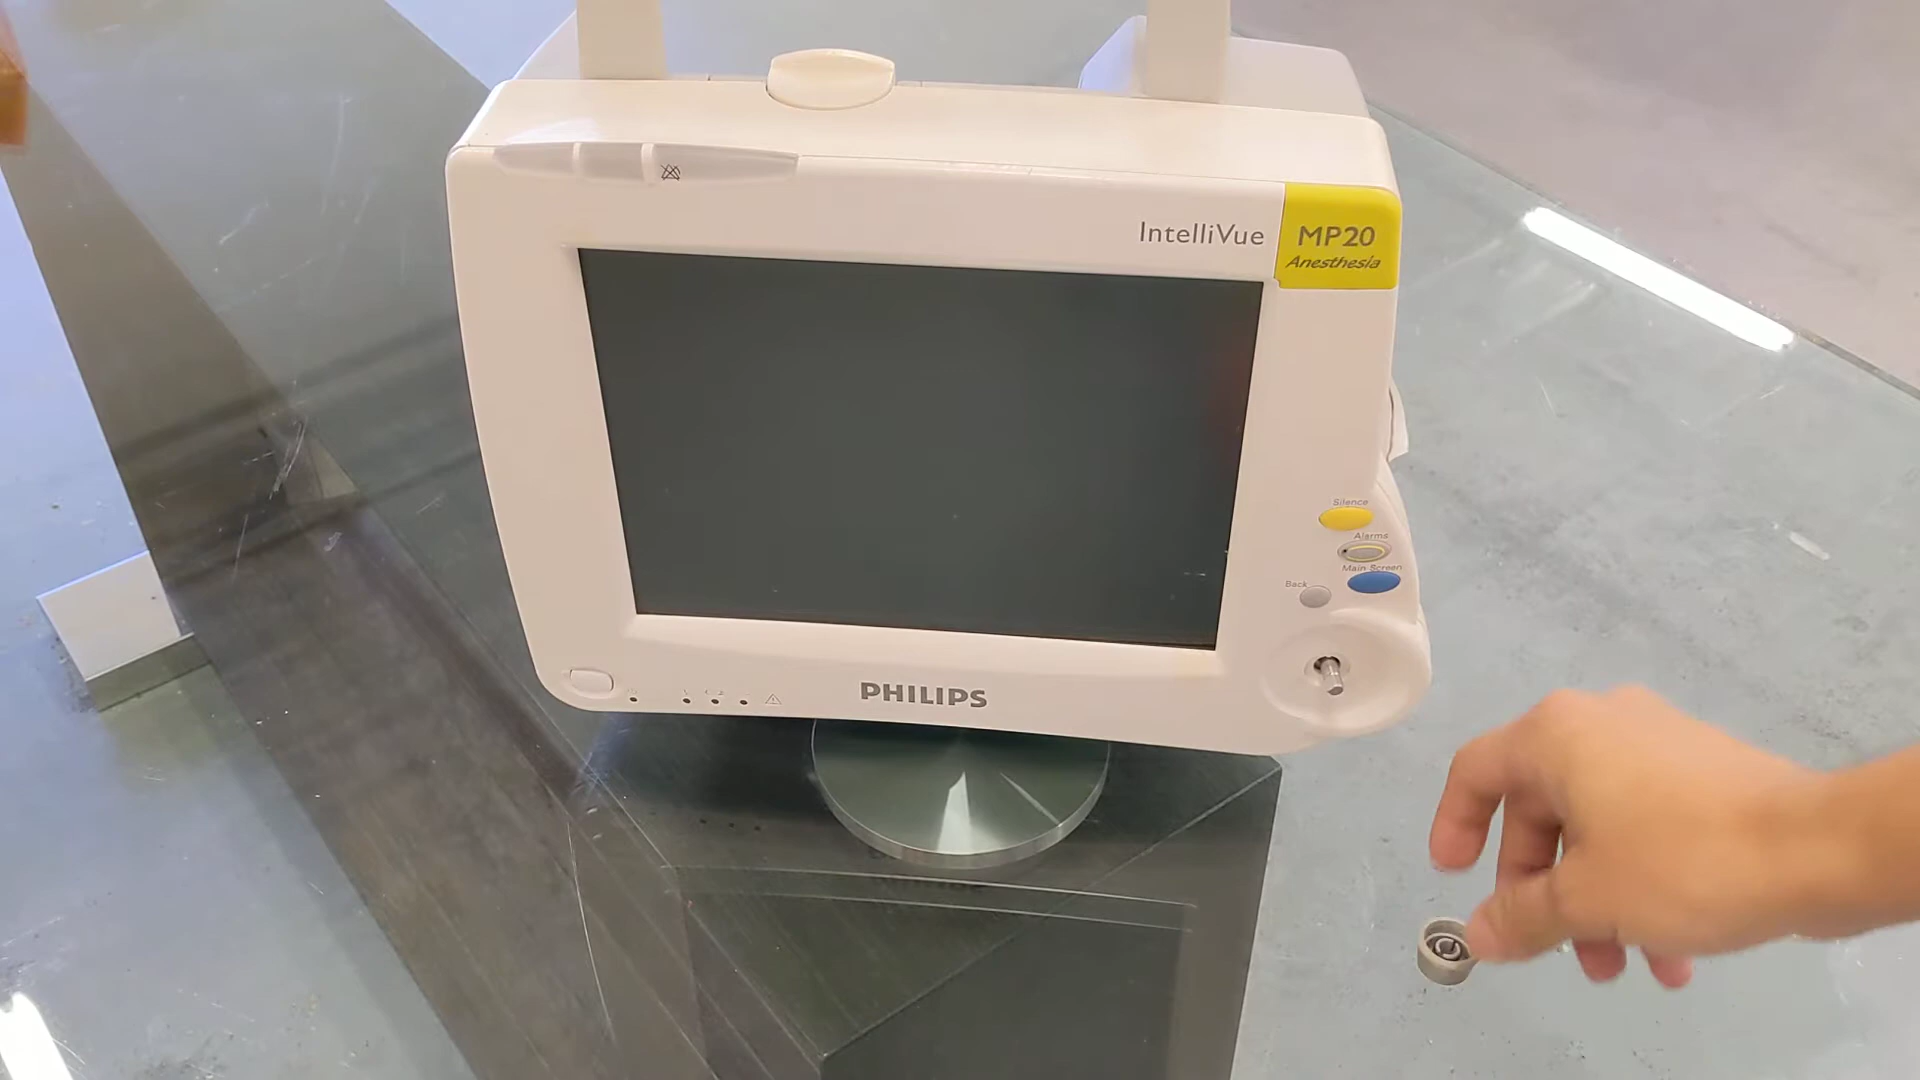 IntelliVue
MP20
Anesthesia
Silence
Alarms
Main Screen
Back
PHILIPS